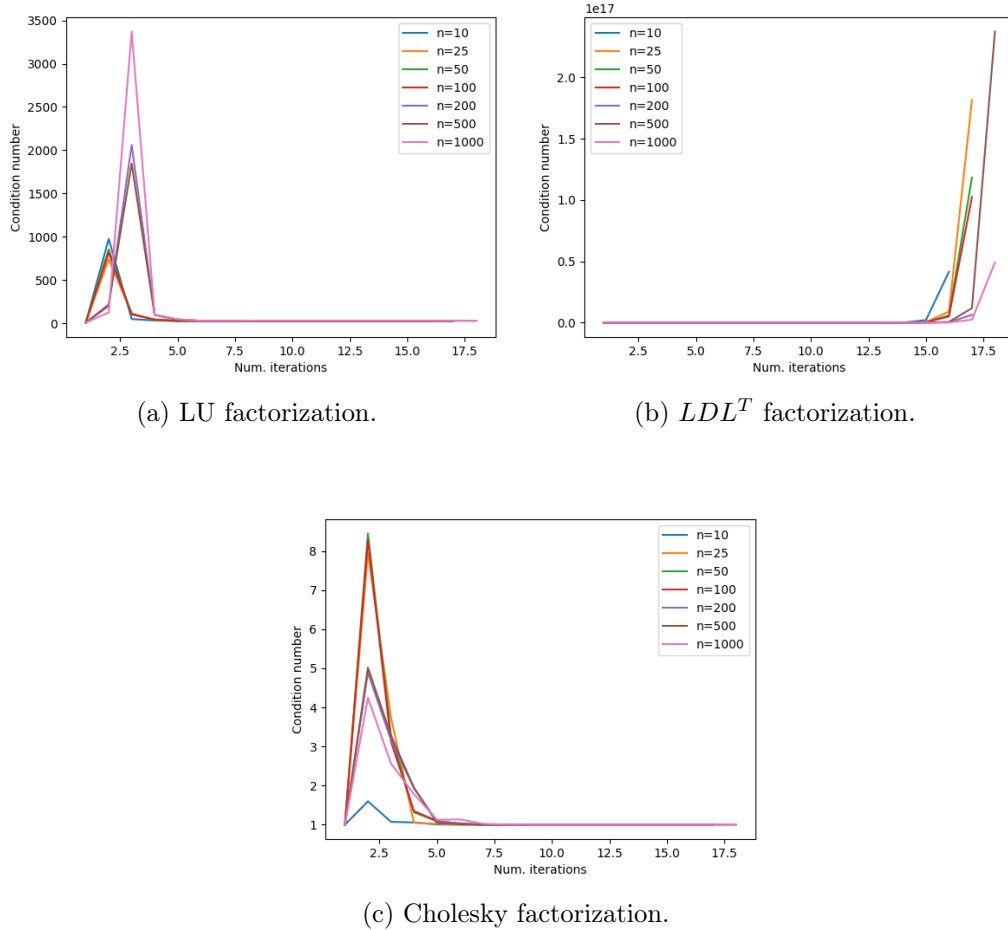 3500
3000
2500
2000
1500
1000
500
0
Condition number
2.5 5.0 7.5 10.0 12.5 15.0 17.5
Num. iterations
n=10
n=25
n=50
n=100
n=200
n=500
n=1000
(a) LU factorization.
1e17
2.0
1.5
1.0
0.5
0.0
Condition number
2.5 5.0 7.5 10.0 12.5 15.0 17.5
Num. iterations
n=10
n=25
n=50
n=100
n=200
n=500
n=1000
(b) LDL^T factorization.
8
7
6
5
4
3
2
1
Condition number
2.5 5.0 7.5 10.0 12.5 15.0 17.5
Num. iterations
n=10
n=25
n=50
n=100
n=200
n=500
n=1000
(c) Cholesky factorization.